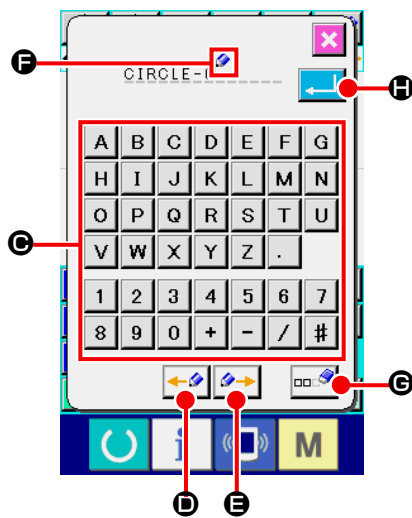 F
CIRCLE-
H
A B C D E F G
H I J K L M N
O P Q R S T U
C
V W X Y Z .
1 2 3 4 5 6 7
8 9 0 + - / #
G
D E
i M